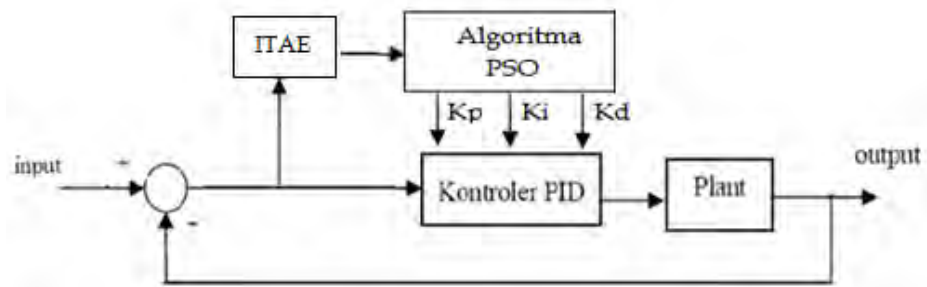 ITAE
Algoritma
PSO
Kp Ki Kd
input
+
-
Kontroler PID
Plant
output